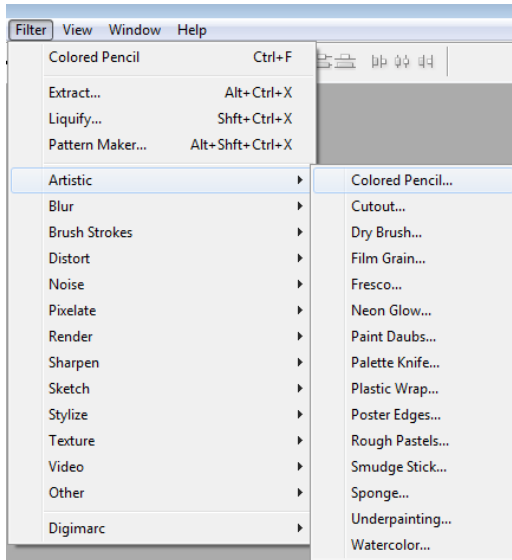 Filter View Window Help
Colored Pencil Ctrl+F
Extract... Alt+Ctrl+X
Liquify... Shft+Ctrl+X
Pattern Maker... Alt+Shft+Ctrl+X
Artistic
Blur
Brush Strokes
Distort
Noise
Pixelate
Render
Sharpen
Sketch
Stylize
Texture
Video
Other
Digimarc
Colored Pencil...
Cutout...
Dry Brush...
Film Grain...
Fresco...
Neon Glow...
Paint Daubs...
Palette Knife...
Plastic Wrap...
Poster Edges...
Rough Pastels...
Smudge Stick...
Sponge...
Underpainting...
Watercolor...